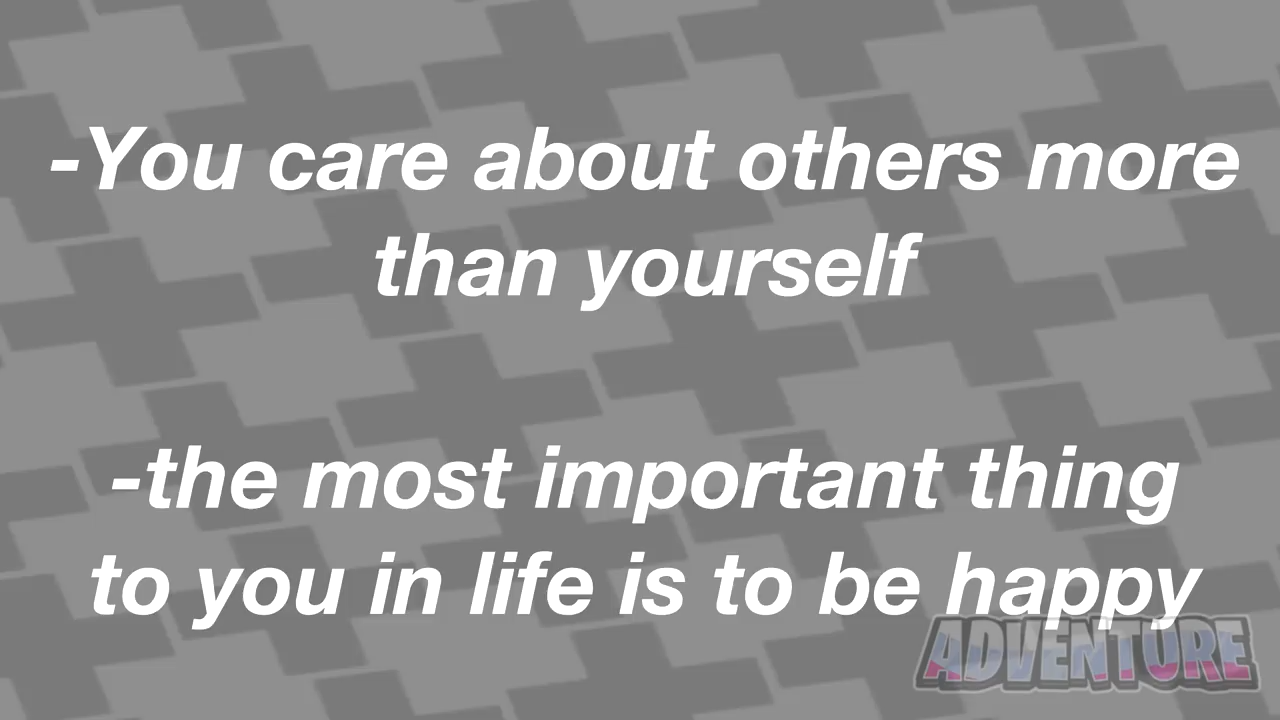 -You care about others more
than yourself
-the most important thing
to you in life is to be happy
ADVENTURE